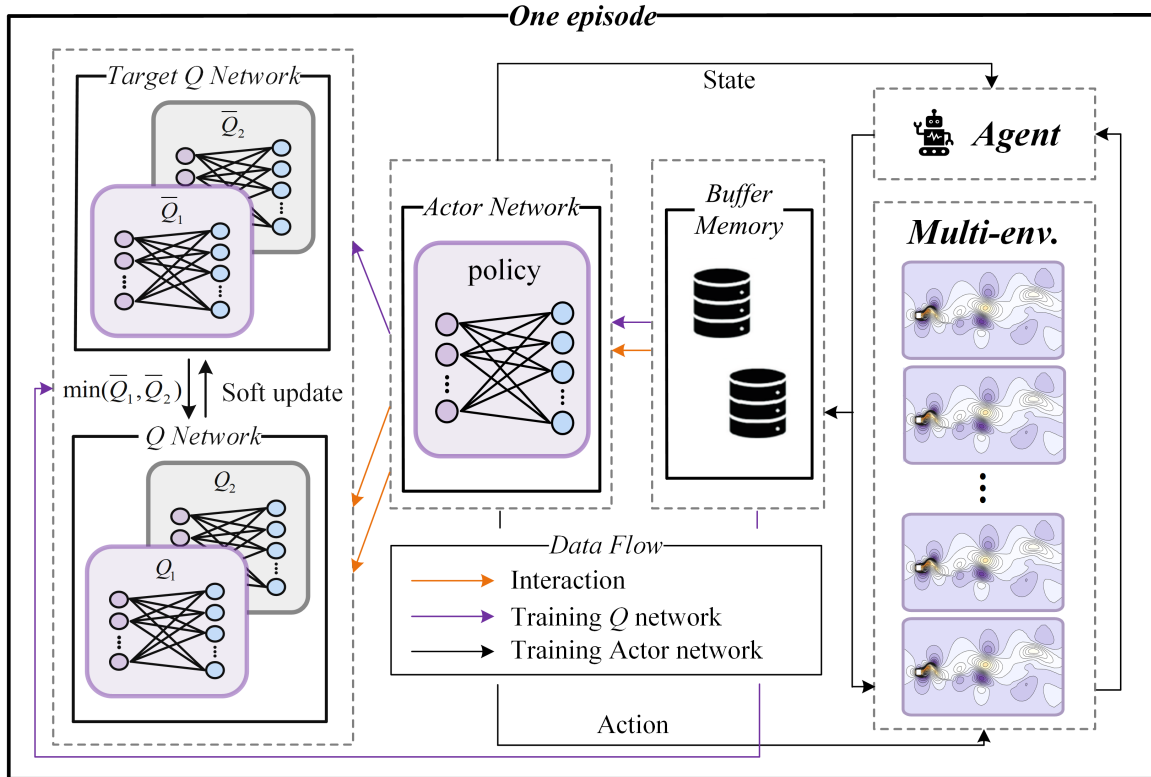 One episode
Target Q Network
Q̅₂
Q̅₁
min(Q̅₁,Q̅₂)
Soft update
Q Network
Q₂
Q₁
State
Actor Network
policy
Buffer
Memory
Agent
Multi-env.
Data Flow
Interaction
Training Q network
Training Actor network
Action